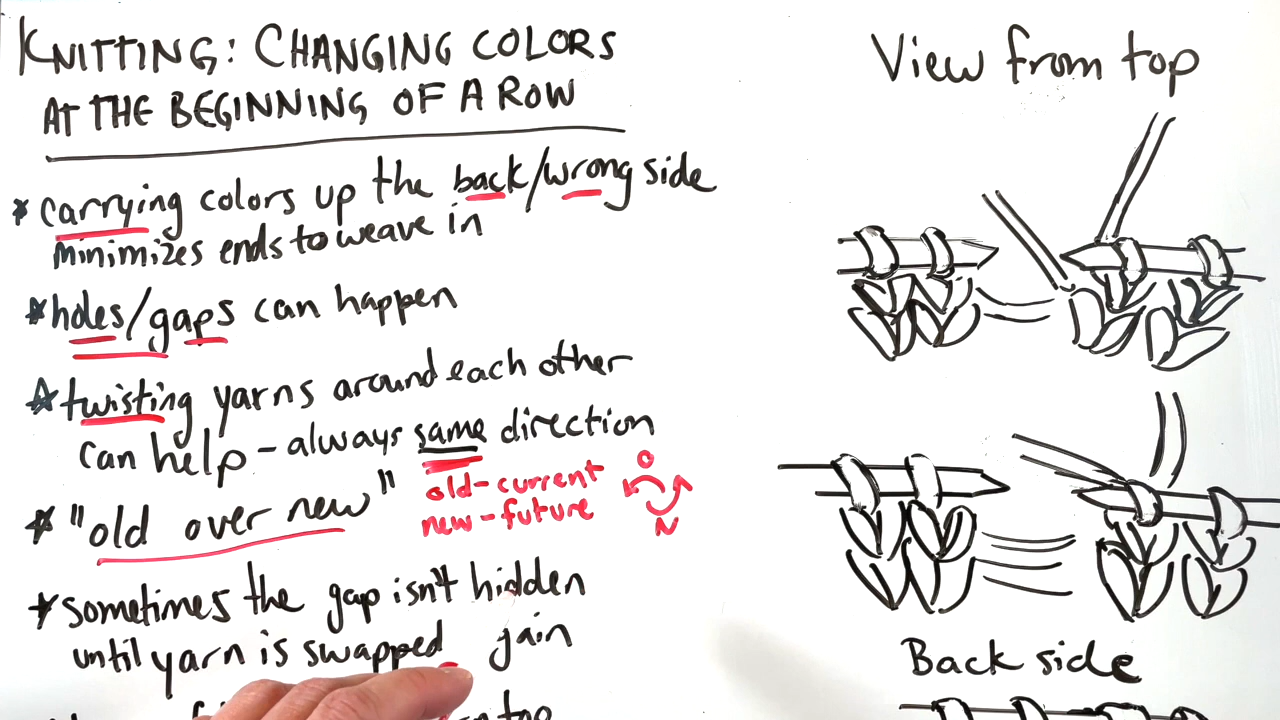 KNITTING: CHANGING COLORS
AT THE BEGINNING OF A ROW
* carrying colors up the back/wrong side
minimizes ends to weave in
* holes/gaps can happen
* twisting yarns around each other
can help - always same direction
* "old over new"
old-current
new-future
O
N
* sometimes the gap isn't hidden
until yarn is swapped gain
top
View from top
Back side